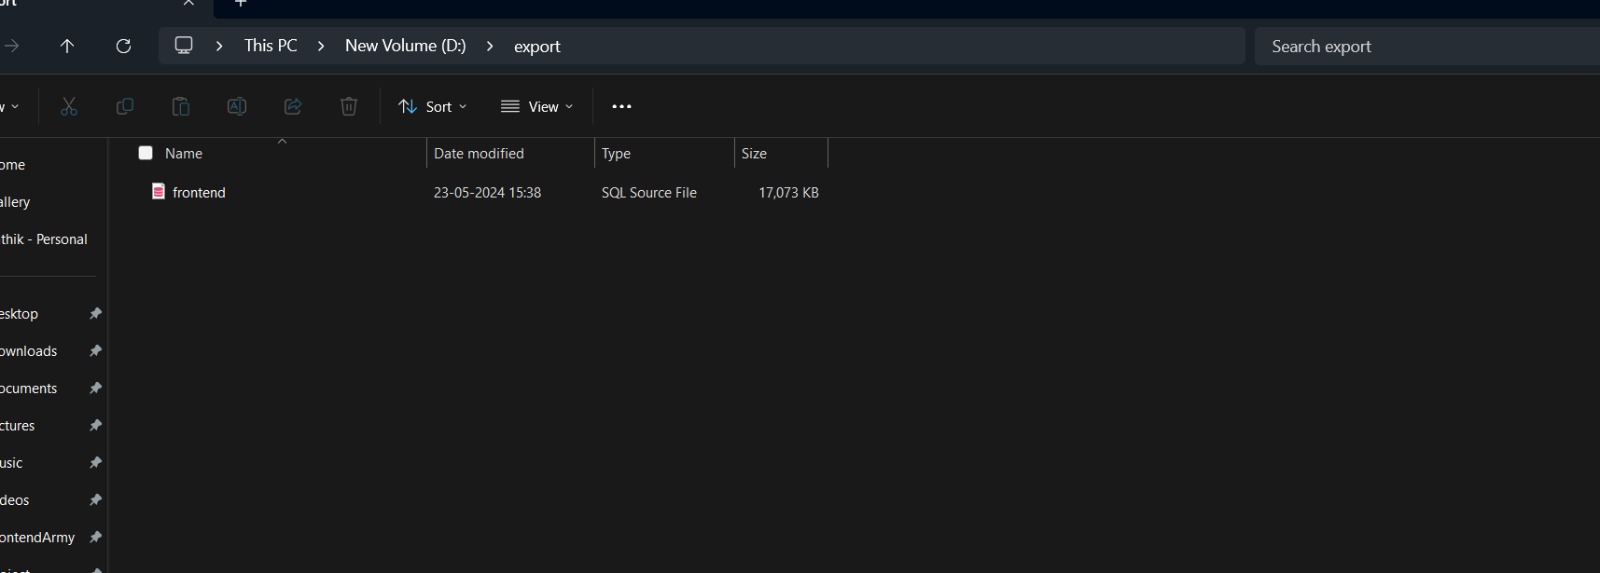 This PC > New Volume (D:) > export
Search export
Sort
View
Name
Date modified
Type
Size
frontend
23-05-2024 15:38
SQL Source File
17,073 KB
ome
allery
thik - Personal
esktop
ownloads
ocuments
ctures
usic
deos
ontendArmy